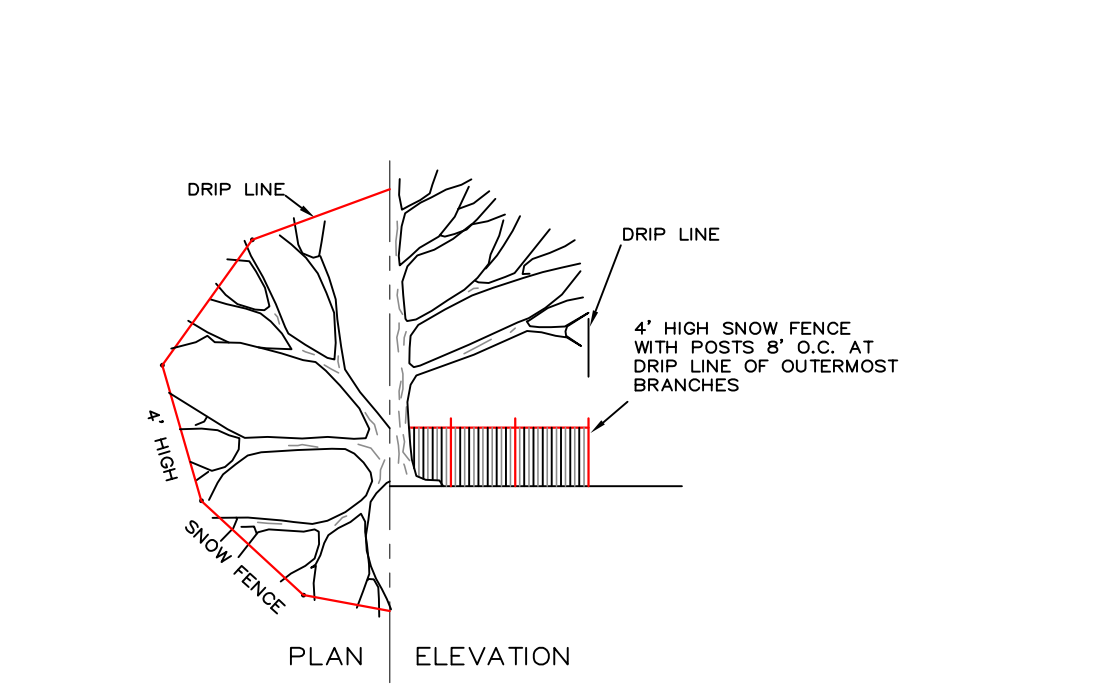 DRIP LINE
DRIP LINE
4' HIGH SNOW FENCE
WITH POSTS 8' O.C. AT
DRIP LINE OF OUTERMOST
BRANCHES
4' HIGH
SNOW FENCE
PLAN
ELEVATION